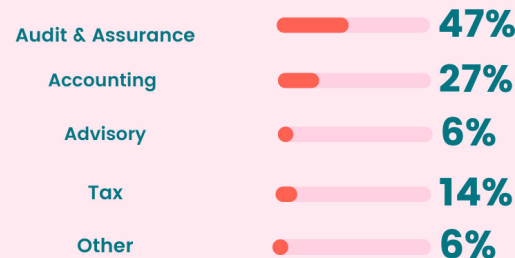 Audit & Assurance 47%
Accounting 27%
Advisory 6%
Tax 14%
Other 6%